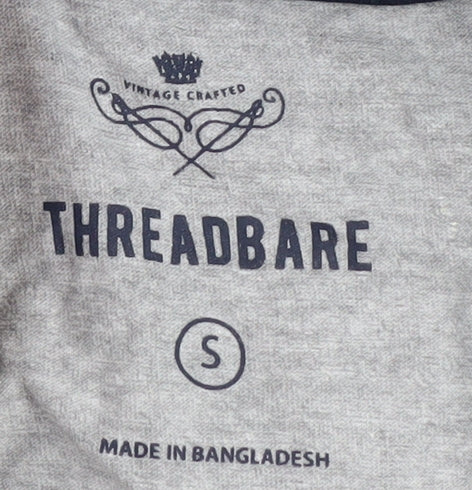 VINTAGE CRAFTED
THREADBARE
S
MADE IN BANGLADESH